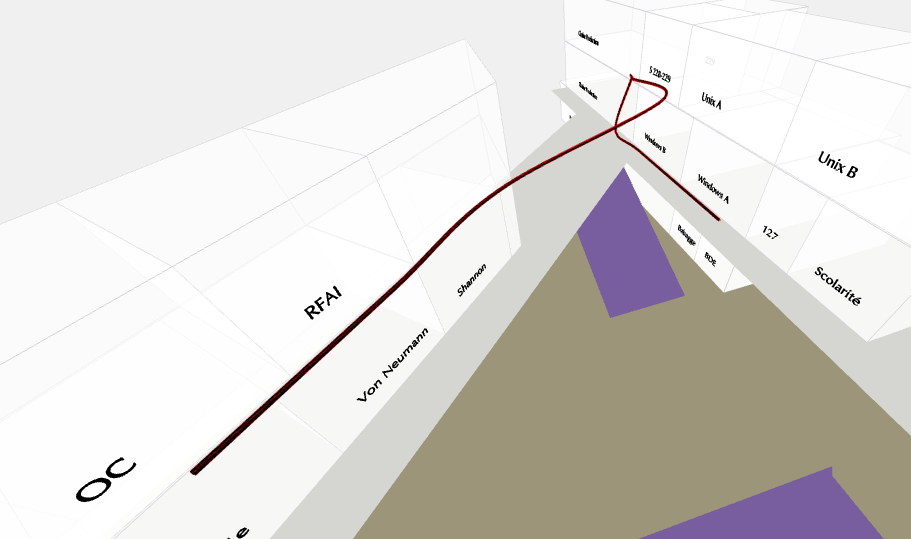 S 228-229
Unix A
Unix B
Windows B
Windows A
127
Scolarité
BDE
Shannon
RFAI
Von Neumann
OC